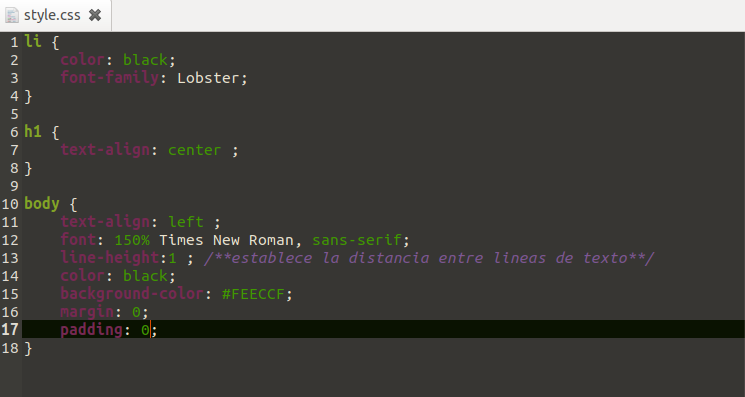 style.css
1 li {
2     color: black;
3     font-family: Lobster;
4 }
5
6 h1 {
7     text-align: center ;
8 }
9
10 body {
11     text-align: left ;
12     font: 150% Times New Roman, sans-serif;
13     line-height:1 ; /**establece la distancia entre lineas de texto**/
14     color: black;
15     background-color: #FEECCF;
16     margin: 0;
17     padding: 0;
18 }